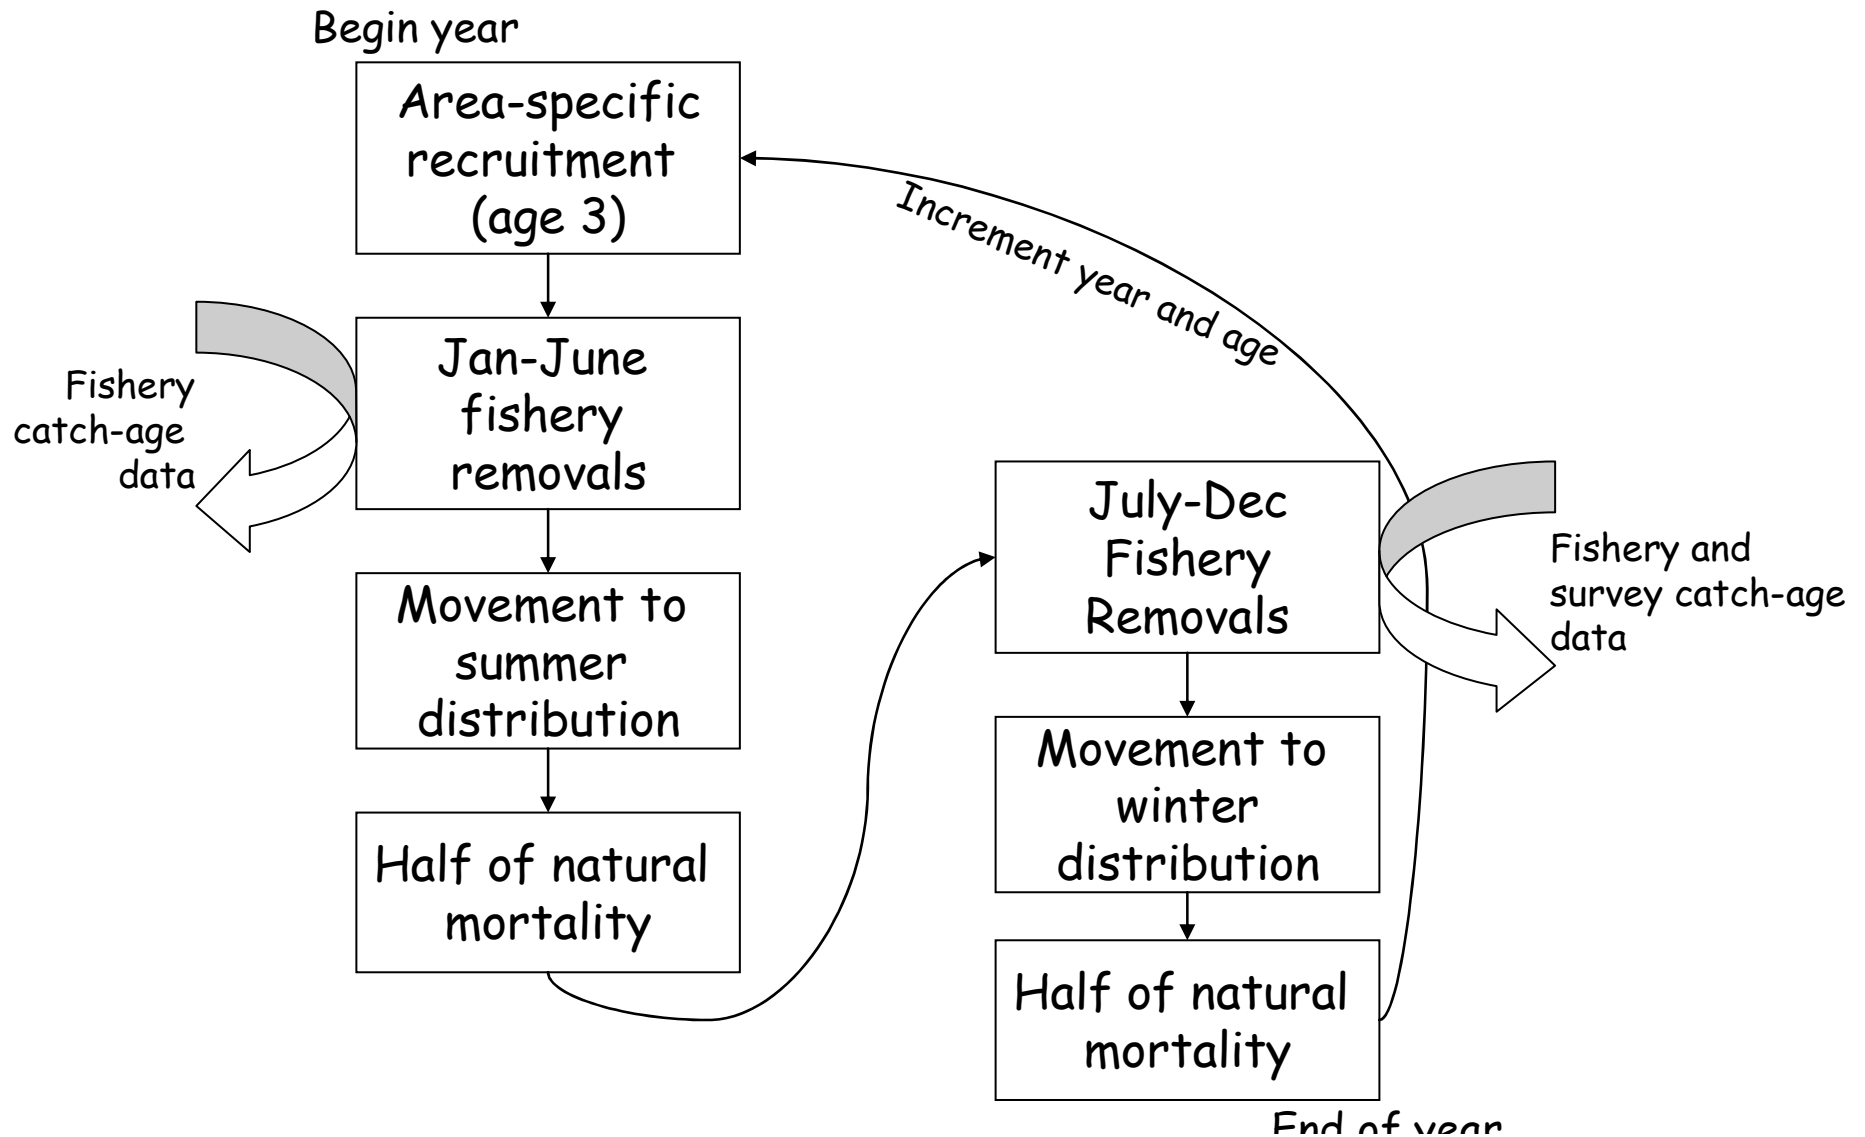 Begin year
Area-specific
recruitment
(age 3)
Increment year and age
Jan-June
fishery
removals
Fishery
catch-age
data
Movement to
summer
distribution
Half of natural
mortality
July-Dec
Fishery
Removals
Fishery and
survey catch-age
data
Movement to
winter
distribution
Half of natural
mortality
End of year